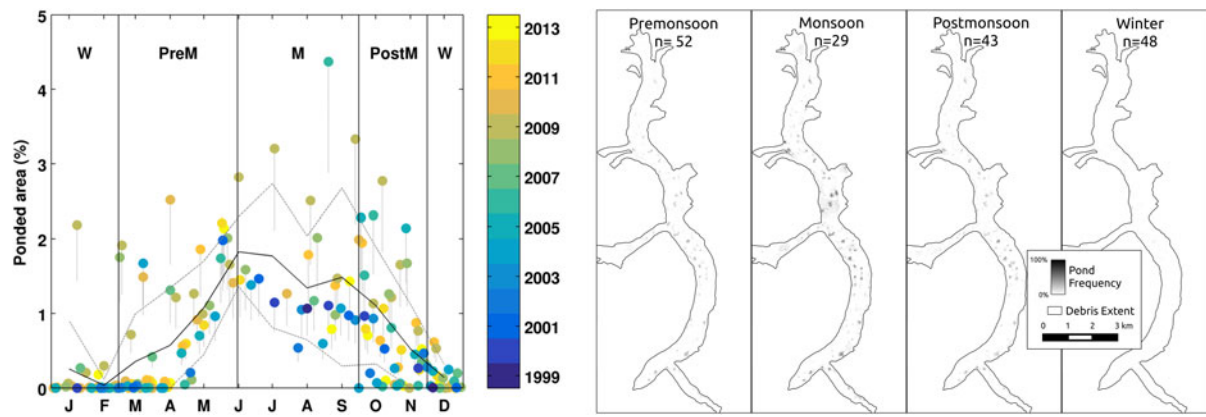 5
4
3
2
1
0
Ponded area (%)
W PreM M PostM W
J F M A M J J A S O N D
2013
2011
2009
2007
2005
2003
2001
1999
Premonsoon
n= 52
Monsoon
n=29
Postmonsoon
n=43
Winter
n=48
100%
0%
Pond
Frequency
Debris Extent
0 1 2 3 km